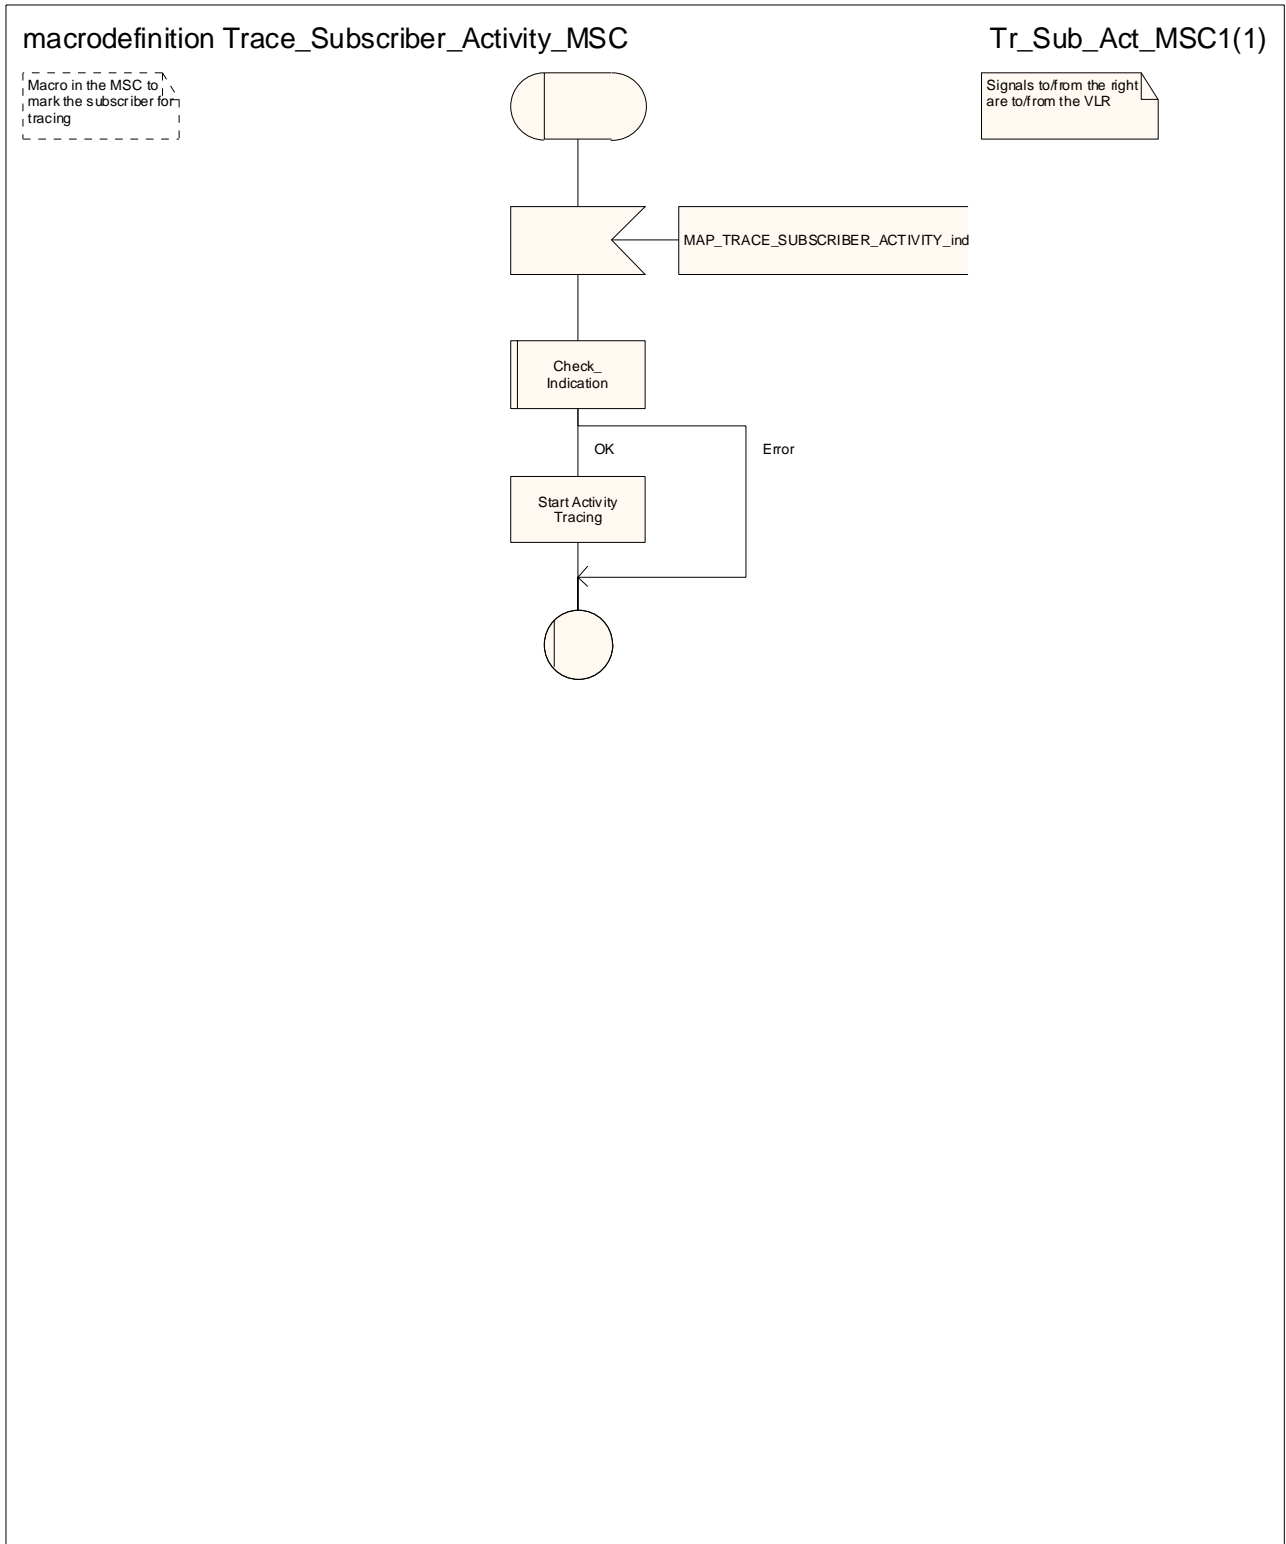 macrodefinition Trace_Subscriber_Activity_MSC
Tr_Sub_Act_MSC1(1)
Macro in the MSC to
mark the subscriber for
tracing
Signals to/from the right
are to/from the VLR
MAP_TRACE_SUBSCRIBER_ACTIVITY_ind
Check_
Indication
OK
Error
Start Activity
Tracing